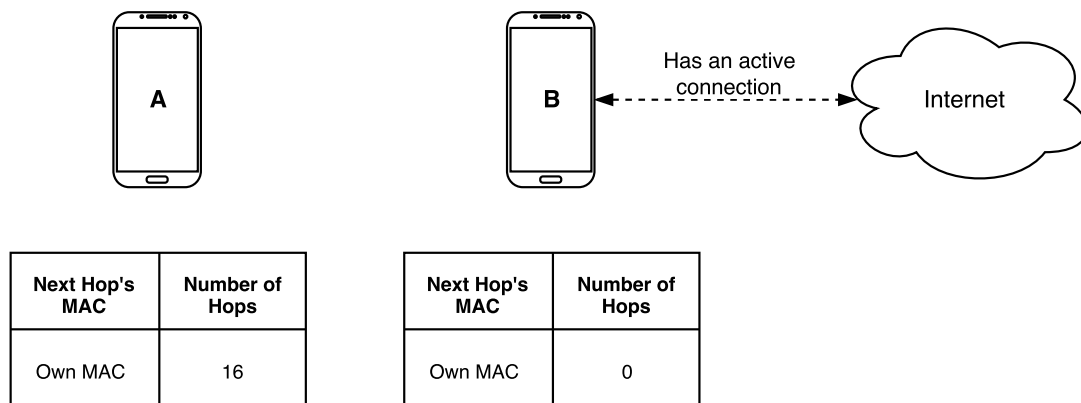 A
B
Has an active
connection
Internet
Next Hop's
MAC
Number of
Hops
Own MAC
16
Next Hop's
MAC
Number of
Hops
Own MAC
0